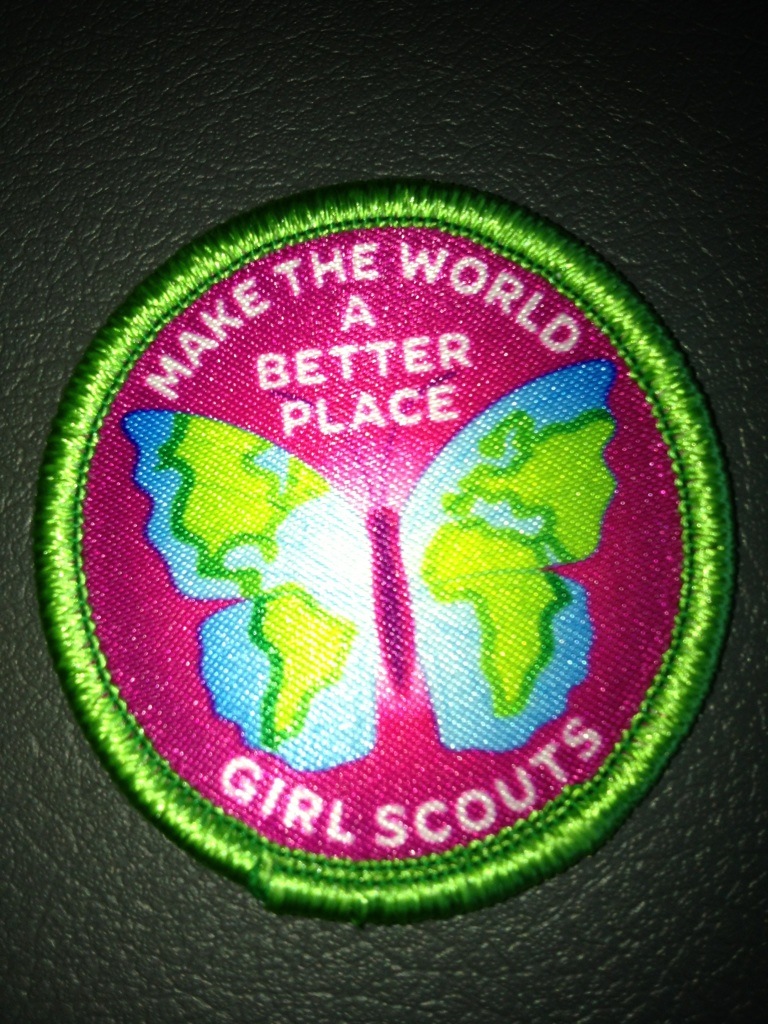 MAKE THE WORLD
A
BETTER
PLACE
GIRL SCOUTS